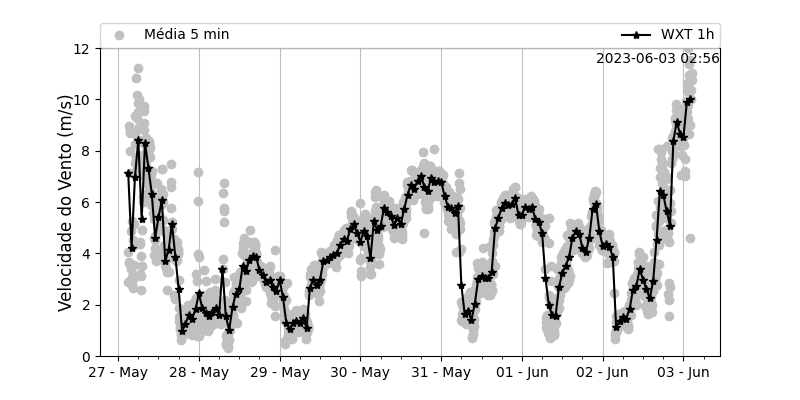 Média 5 min
WXT 1h
2023-06-03 02:56
Velocidade do Vento (m/s)
12
10
8
6
4
2
0
27 - May 28 - May 29 - May 30 - May 31 - May 01 - Jun 02 - Jun 03 - Jun